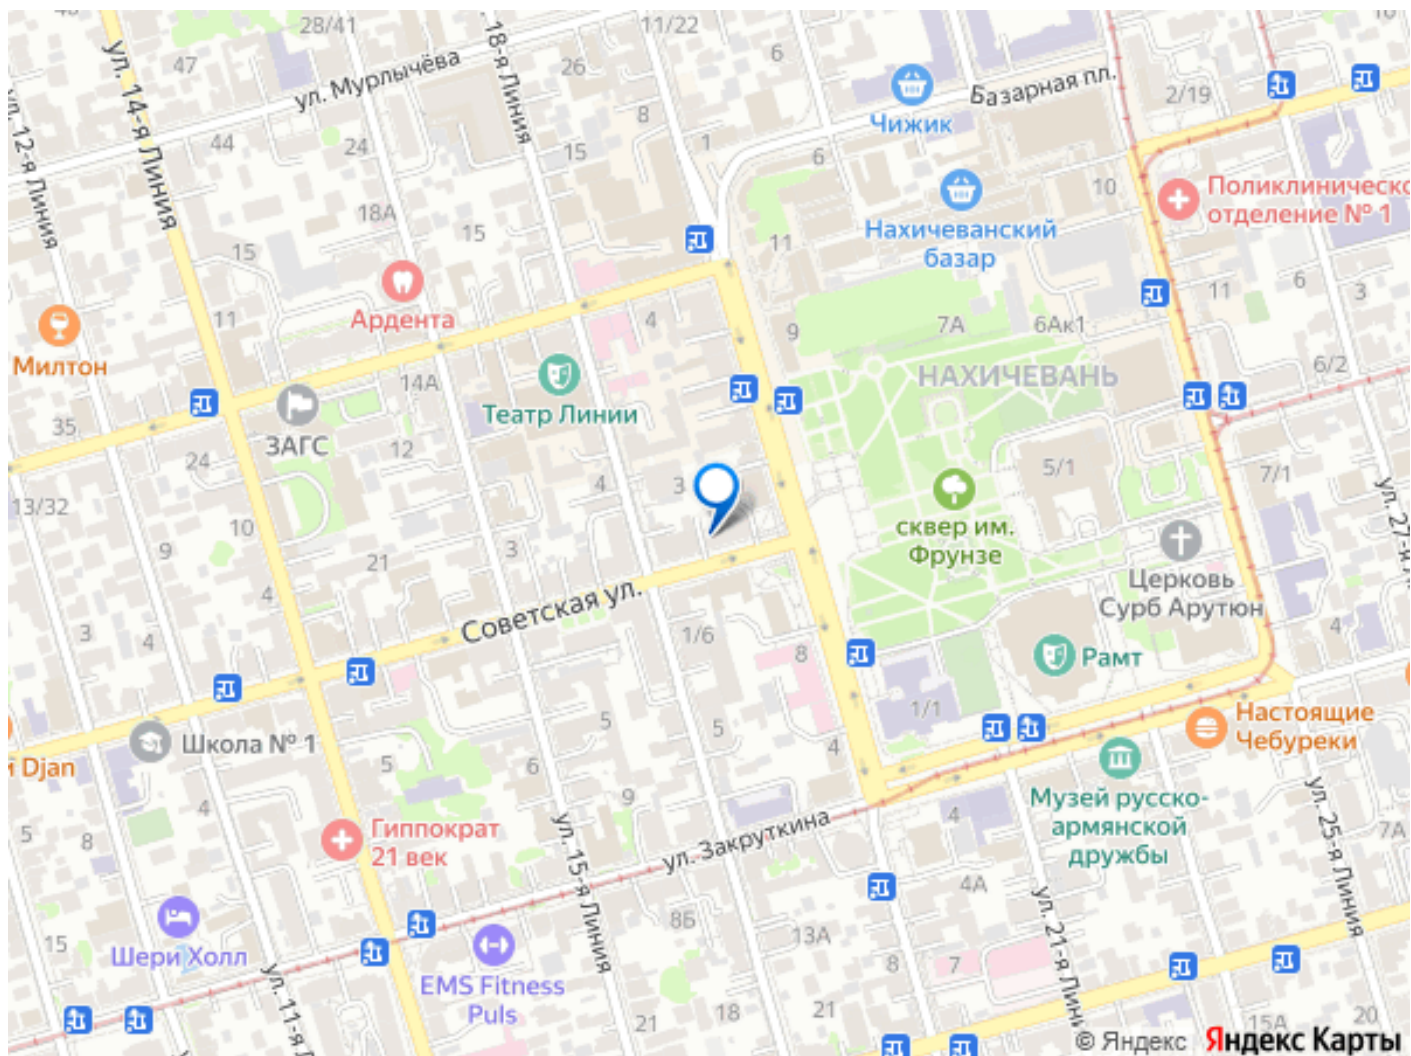 28/41
11/22
16
47
ул. Мурлычёва
ул. 18-я Линия
26
6
Базарная пл.
2/19
ул. 14-я Линия
ул. 12-я Линия
44
24
8
15
1
6
Чижик
10
Поликлиническо
отделение № 1
18А
15
15
11
Нахичеванский
базар
11
6
3
Ардента
11
4
9
7А
6Ак1
6/2
Милтон
14А
НАХИЧЕВАНЬ
35
ЗАГС
Театр Линии
12
24
4
3
5/1
7/1
13/32
10
9
21
3
сквер им.
Фрунзе
ул. 27-я Л
Церковь
Сурб Арутюн
4
Советская ул.
3
4
1/6
8
4
Рамт
1/1
5
5
Школа № 1
и Djan
5
6
4
Настоящие
Чебуреки
4
9
5
8
Гиппократ
21 век
ул. Закруткина
4
Музей русско-
армянской
дружбы
7А
ул. 15-я Линия
ул. 25-я Линия
4А
8Б
15
Шери Холл
13А
ул. 21-я Лини
8
7
EMS Fitness
Puls
ул. 11-я Л
21
18
21
15А
20
© Яндекс Яндекс Карты